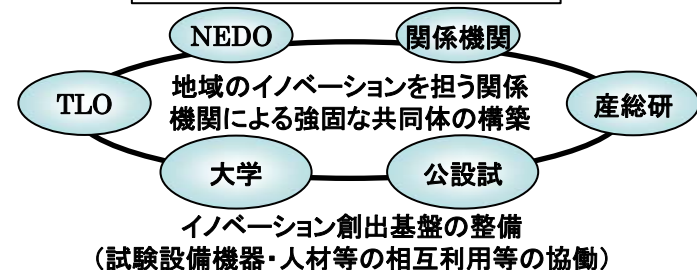 NEDO
関係機関
TLO
地域のイノベーションを担う関係
機関による強固な共同体の構築
産総研
大学
公設試
イノベーション創出基盤の整備
（試験設備機器・人材等の相互利用等の協働）